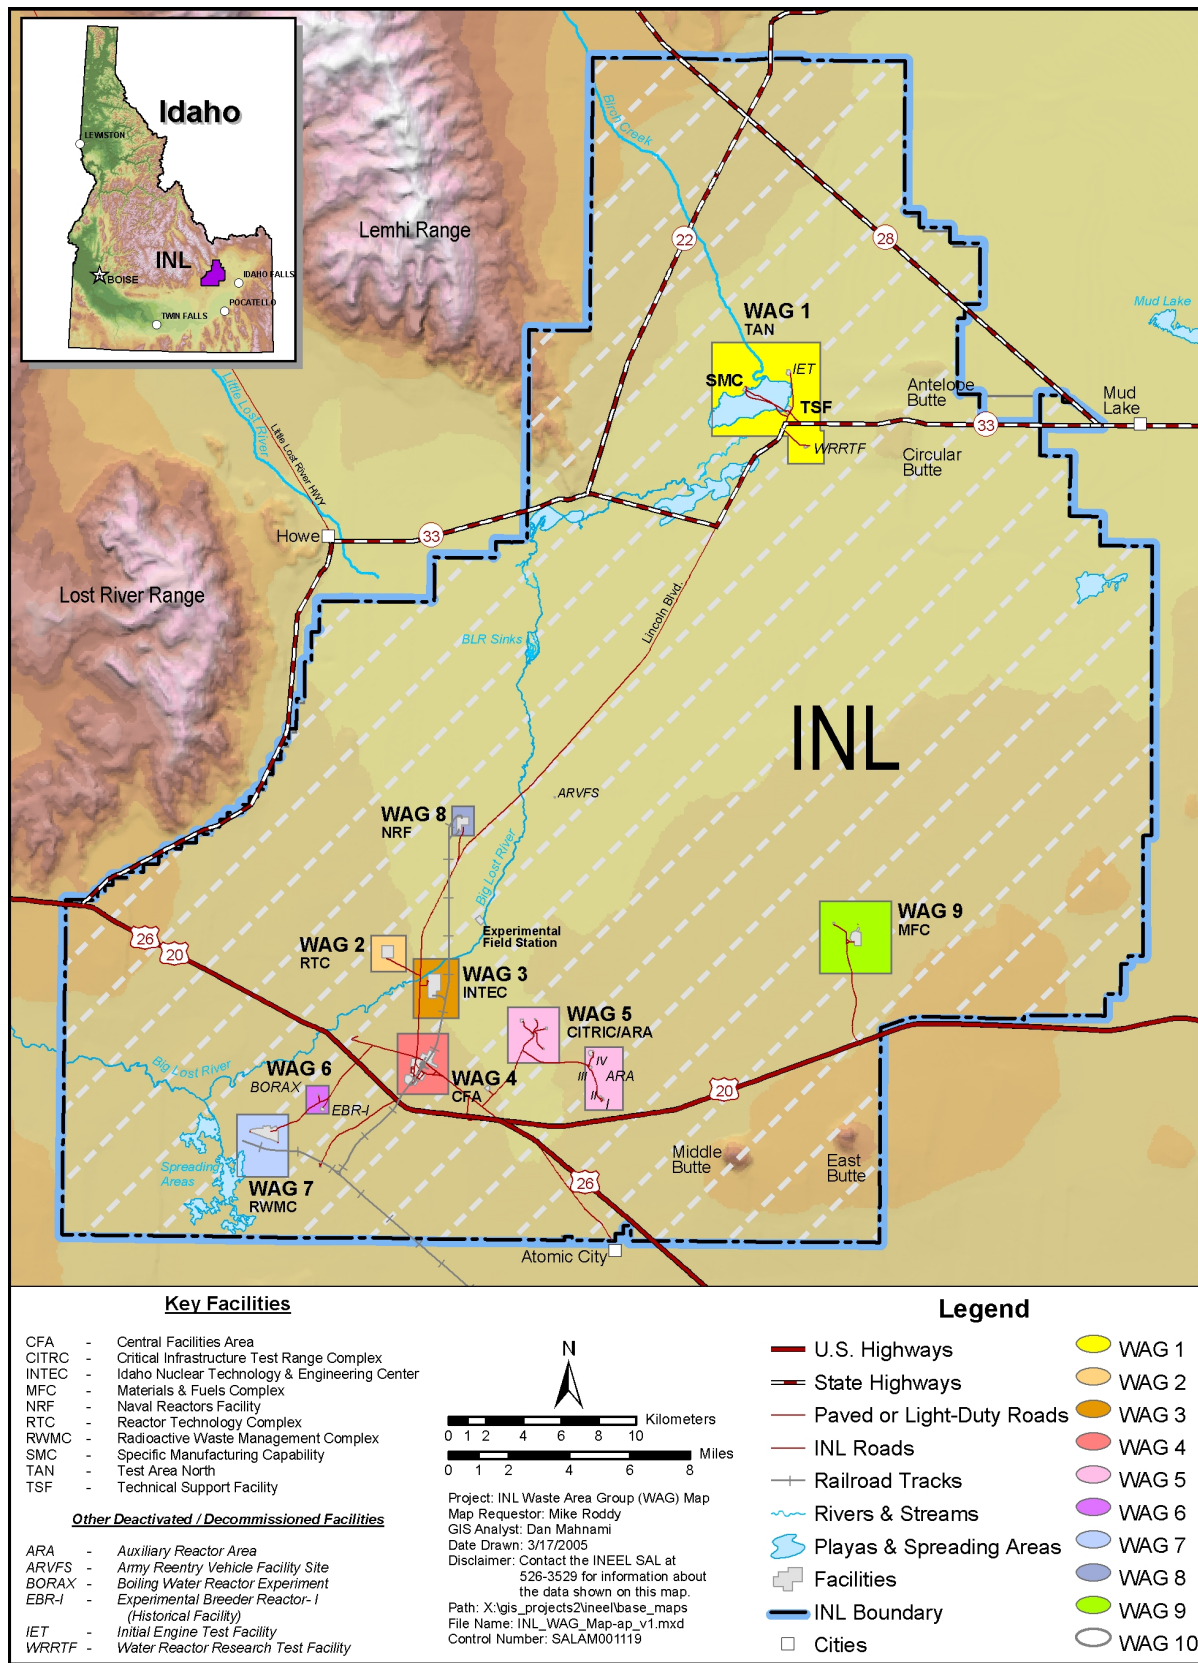 Idaho
LEWISTON
INL
BOISE
IDAHO FALLS
POCATELLO
TWIN FALLS
Birch Creek
Lemhi Range
22
28
Mud Lake
WAG 1
TAN
IET
SMC
TSF
WRRTF
Antelope
Butte
Mud
Lake
33
Circular
Butte
Little Lost River
Little Lost River HWY
Howe
33
Lost River Range
Lincoln Blvd.
BLR Sinks
INL
ARVFS
WAG 8
NRF
Big Lost River
WAG 9
MFC
Experimental
Field Station
26
20
WAG 2
RTC
WAG 3
INTEC
WAG 5
CITRIC/ARA
IV
III
ARA
II
I
Big Lost River
WAG 6
BORAX
EBR-I
WAG 4
CFA
20
Middle
Butte
East
Butte
Spreading
Areas
WAG 7
RWMC
26
Atomic City
Key Facilities
CFA - Central Facilities Area
CITRC - Critical Infrastructure Test Range Complex
INTEC - Idaho Nuclear Technology & Engineering Center
MFC - Materials & Fuels Complex
NRF - Naval Reactors Facility
RTC - Reactor Technology Complex
RWMC - Radioactive Waste Management Complex
SMC - Specific Manufacturing Capability
TAN - Test Area North
TSF - Technical Support Facility
Other Deactivated / Decommissioned Facilities
ARA - Auxiliary Reactor Area
ARVFS - Army Reentry Vehicle Facility Site
BORAX - Boiling Water Reactor Experiment
EBR-I - Experimental Breeder Reactor- I
(Historical Facility)
IET - Initial Engine Test Facility
WRRTF - Water Reactor Research Test Facility
N
Kilometers
0 1 2 4 6 8 10
Miles
0 1 2 4 6 8
Project: INL Waste Area Group (WAG) Map
Map Requestor: Mike Roddy
GIS Analyst: Dan Mahnami
Date Drawn: 3/17/2005
Disclaimer: Contact the INEEL SAL at
526-3529 for information about
the data shown on this map.
Path: X:\gis_projects2\ineel\base_maps
File Name: INL_WAG_Map-ap_v1.mxd
Control Number: SALAM001119
Legend
U.S. Highways
State Highways
Paved or Light-Duty Roads
INL Roads
Railroad Tracks
Rivers & Streams
Playas & Spreading Areas
Facilities
INL Boundary
Cities
WAG 1
WAG 2
WAG 3
WAG 4
WAG 5
WAG 6
WAG 7
WAG 8
WAG 9
WAG 10